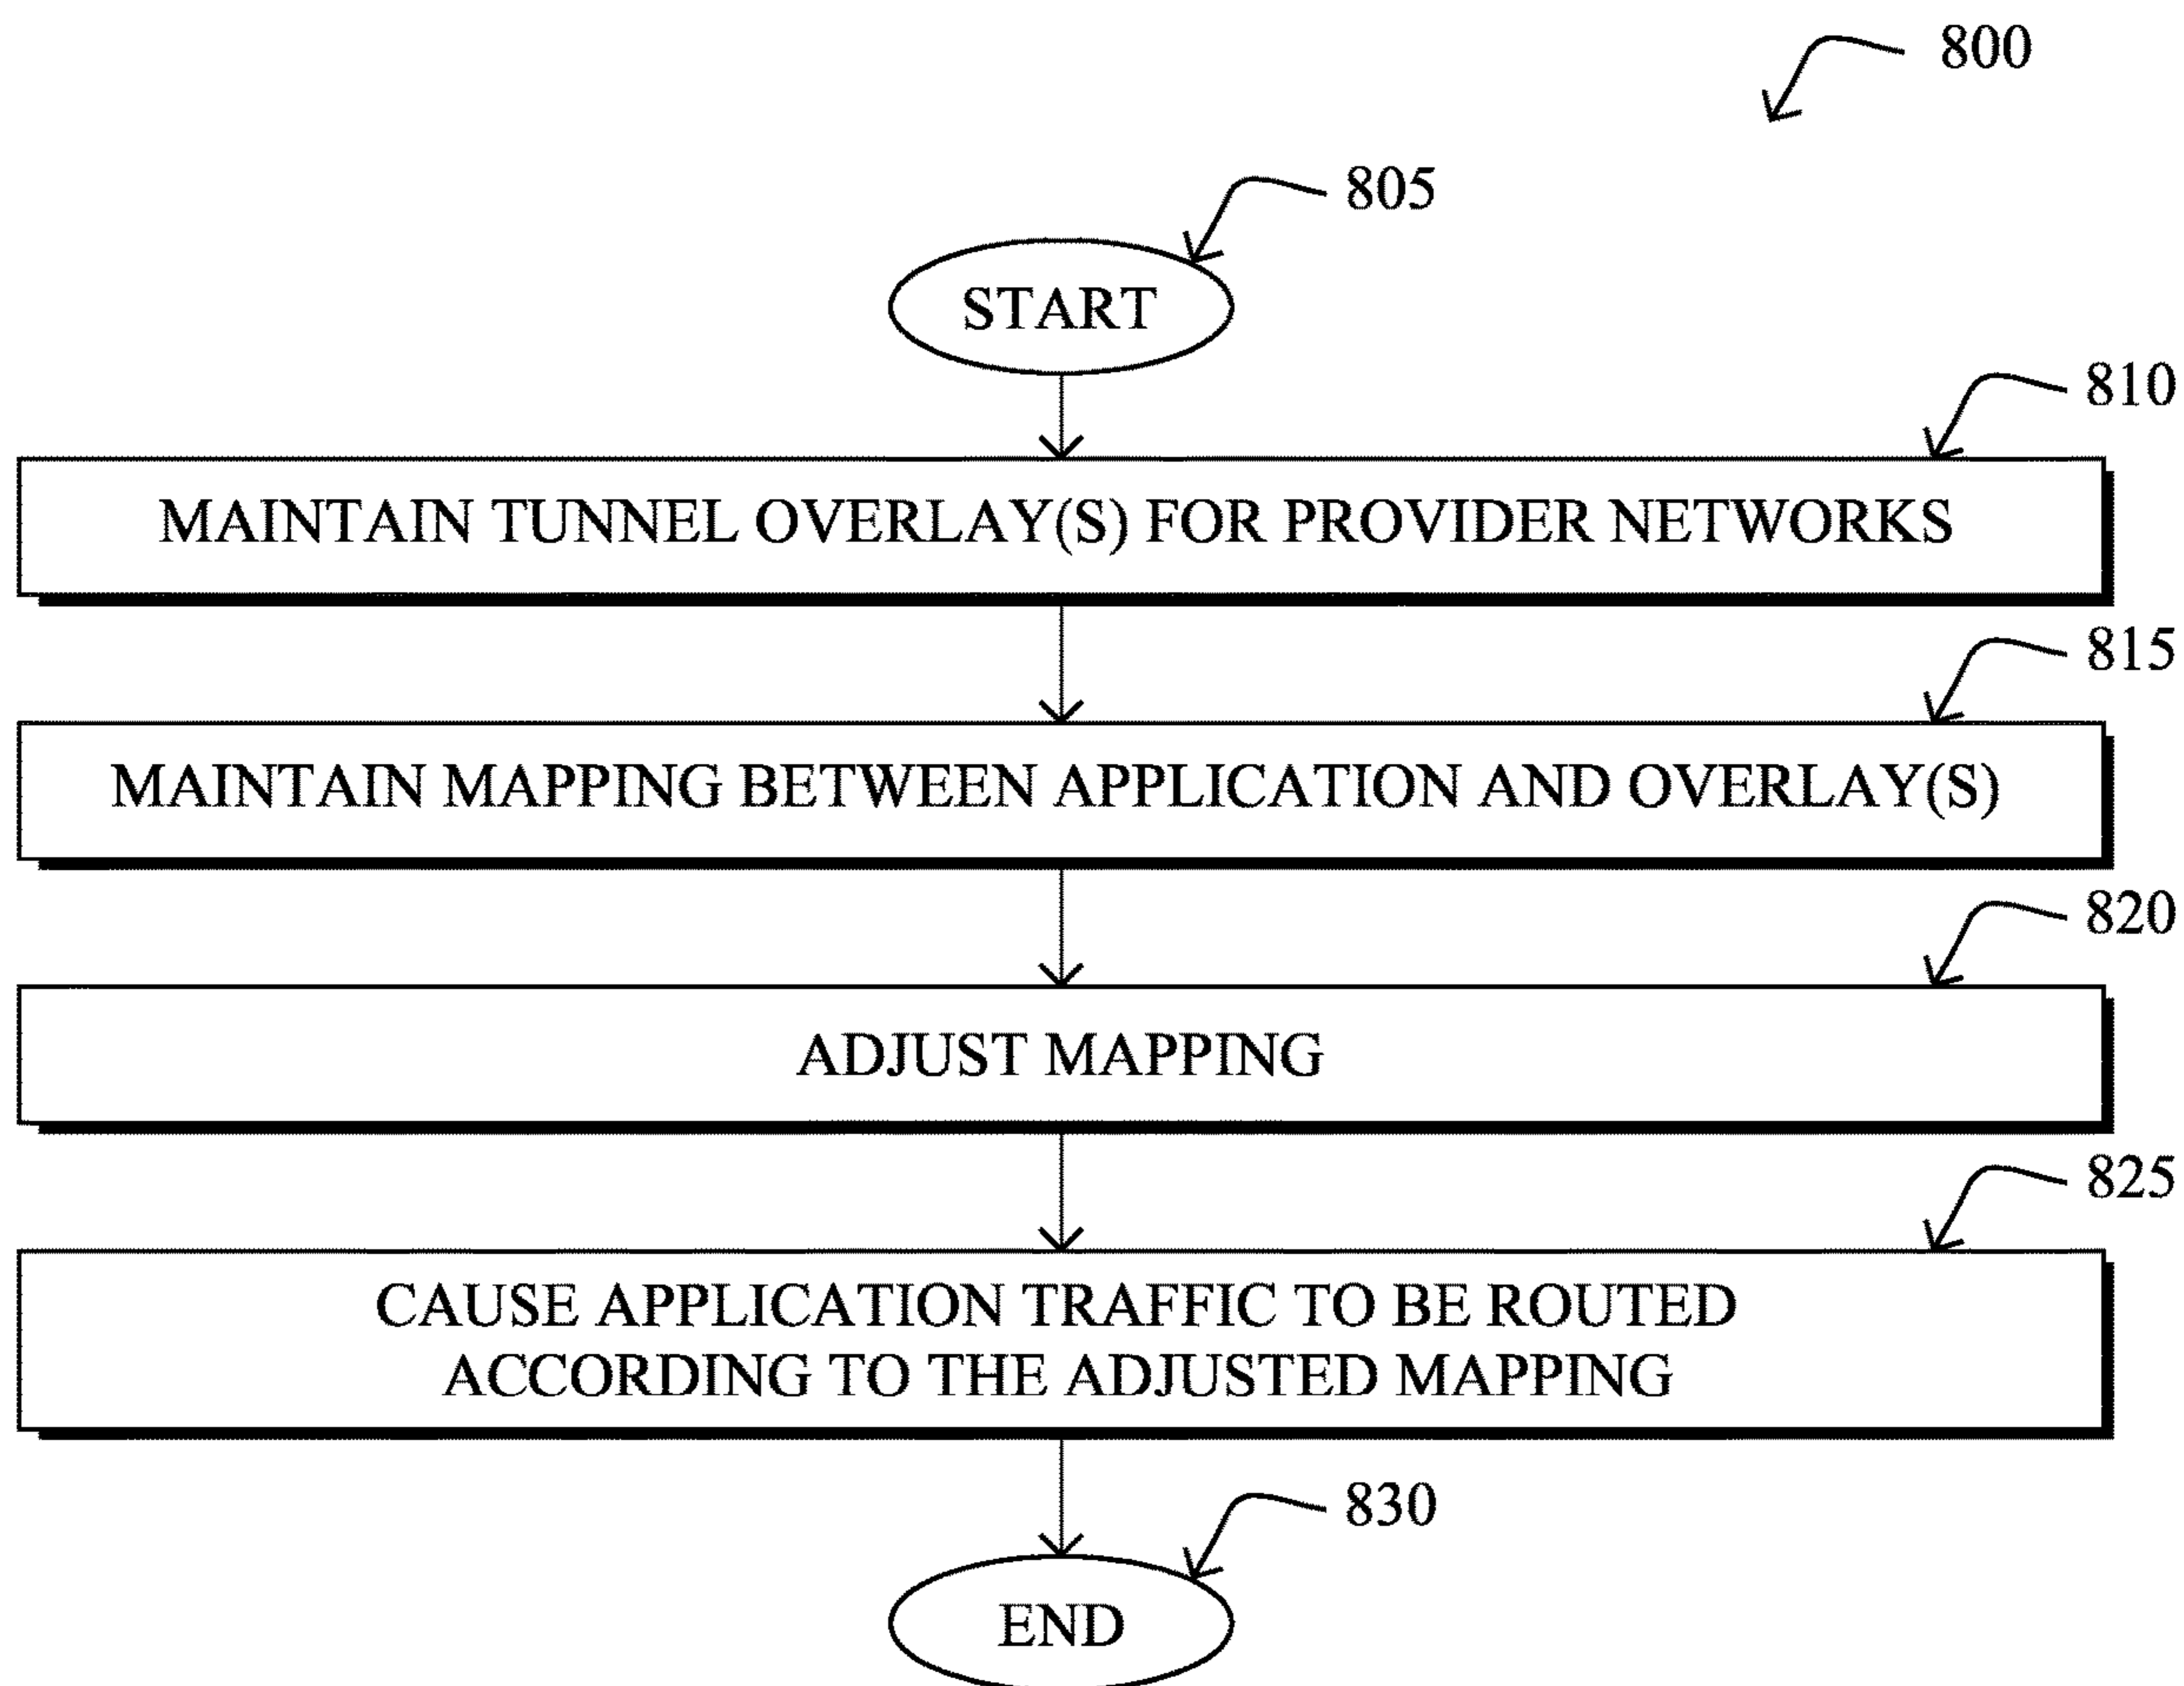 800
805
START
810
MAINTAIN TUNNEL OVERLAY(S) FOR PROVIDER NETWORKS
815
MAINTAIN MAPPING BETWEEN APPLICATION AND OVERLAY(S)
820
ADJUST MAPPING
825
CAUSE APPLICATION TRAFFIC TO BE ROUTED
ACCORDING TO THE ADJUSTED MAPPING
830
END